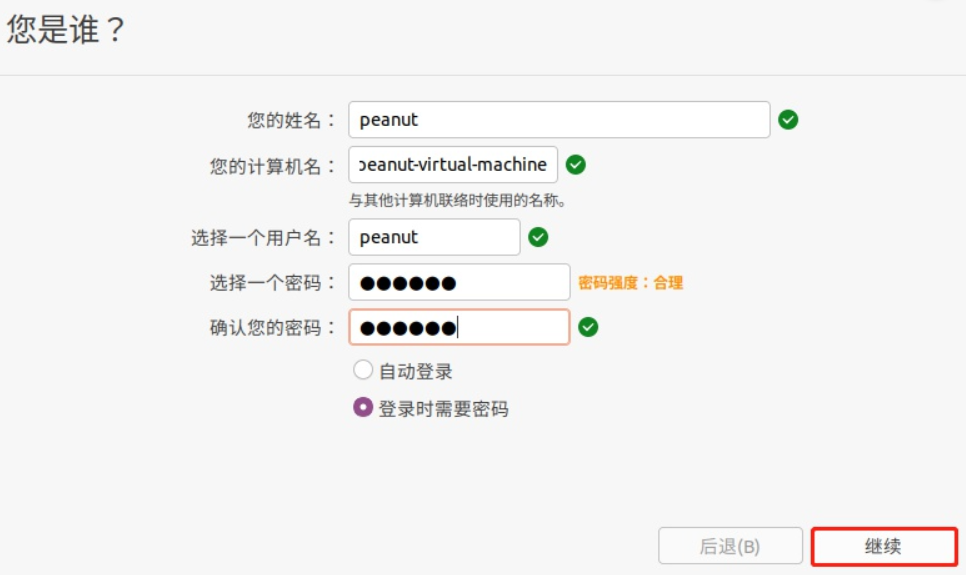 您是谁？
您的姓名： peanut
您的计算机名： peanut-virtual-machine
与其他计算机联络时使用的名称。
选择一个用户名： peanut
选择一个密码： ●●●●●● 密码强度：合理
确认您的密码： ●●●●●●
自动登录
登录时需要密码
后退(B) 继续